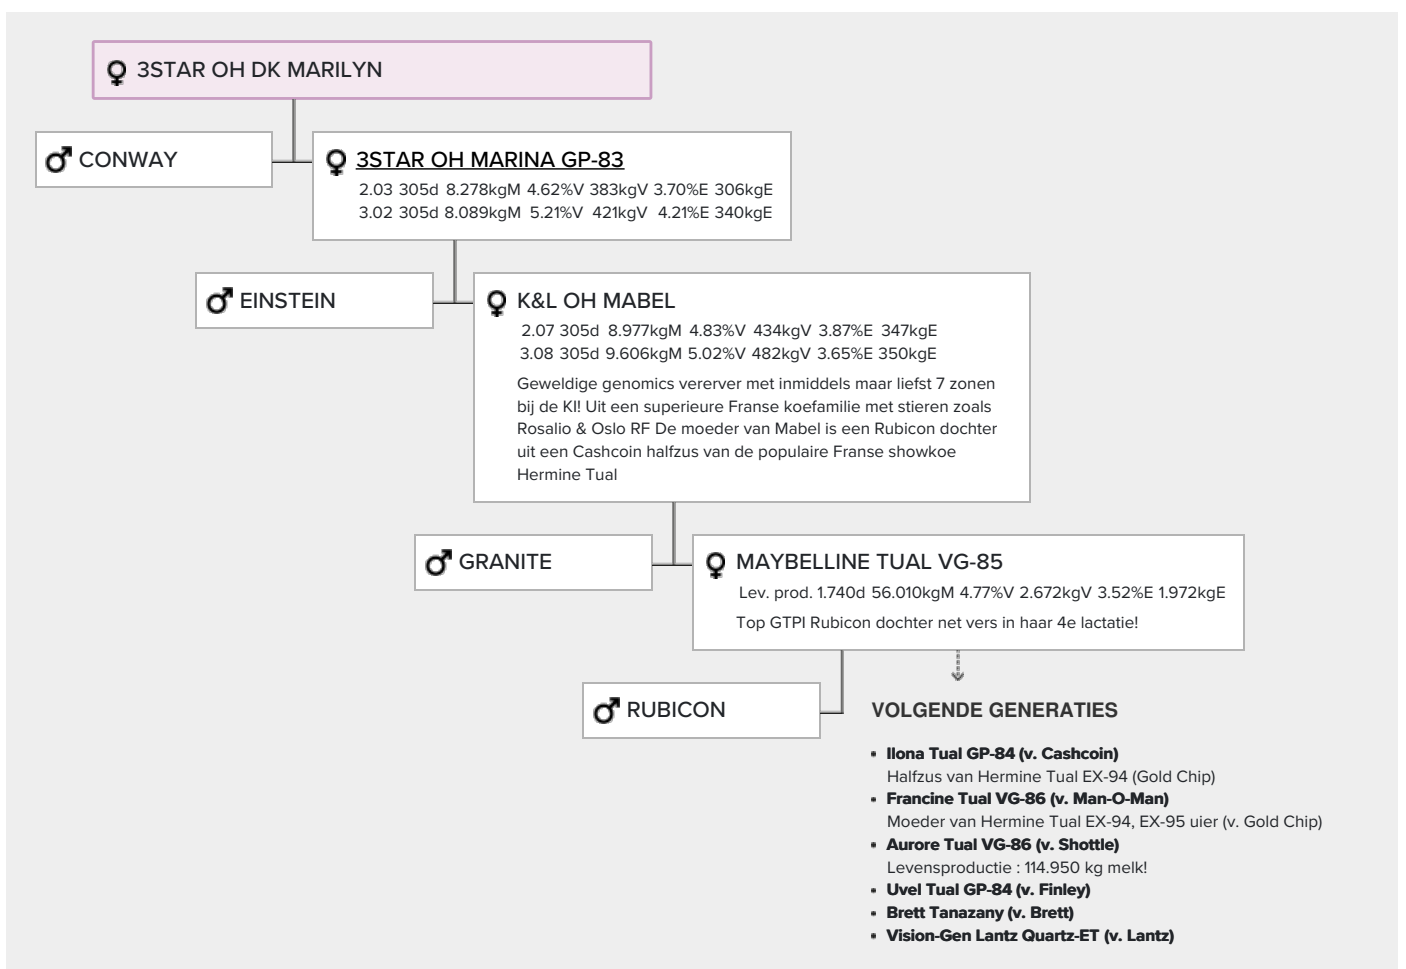 3STAR OH DK MARILYN
CONWAY
3STAR OH MARINA GP-83
2.03 305d 8.278kgM 4.62%V 383kgV 3.70%E 306kgE
3.02 305d 8.089kgM 5.21%V 421kgV 4.21%E 340kgE
EINSTEIN
K&L OH MABEL
2.07 305d 8.977kgM 4.83%V 434kgV 3.87%E 347kgE
3.08 305d 9.606kgM 5.02%V 482kgV 3.65%E 350kgE
Geweldige genomics vererver met inmiddels maar liefst 7 zonen
bij de KI! Uit een superieure Franse koefamilie met stieren zoals
Rosalio & Oslo RF De moeder van Mabel is een Rubicon dochter
uit een Cashcoin halfzus van de populaire Franse showkoe
Hermine Tual
GRANITE
MAYBELLINE TUAL VG-85
Lev. prod. 1.740d 56.010kgM 4.77%V 2.672kgV 3.52%E 1.972kgE
Top GTPI Rubicon dochter net vers in haar 4e lactatie!
RUBICON
VOLGENDE GENERATIES
• Ilona Tual GP-84 (v. Cashcoin)
Halfzus van Hermine Tual EX-94 (Gold Chip)
• Francine Tual VG-86 (v. Man-O-Man)
Moeder van Hermine Tual EX-94, EX-95 uier (v. Gold Chip)
• Aurore Tual VG-86 (v. Shottle)
Levensproductie : 114.950 kg melk!
• Uvel Tual GP-84 (v. Finley)
• Brett Tanazany (v. Brett)
• Vision-Gen Lantz Quartz-ET (v. Lantz)